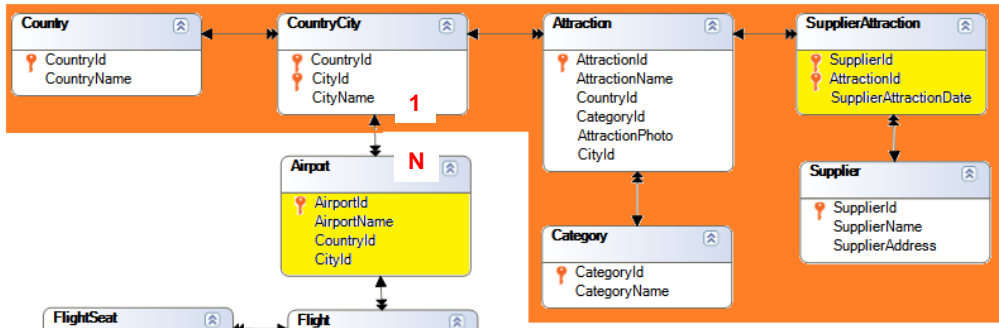 Country
CountryId
CountryName
CountryCity
CountryId
CityId
CityName
1
Attraction
AttractionId
AttractionName
CountryId
CategoryId
AttractionPhoto
CityId
SupplierAttraction
SupplierId
AttractionId
SupplierAttractionDate
N
Airport
AirportId
AirportName
CountryId
CityId
Supplier
SupplierId
SupplierName
SupplierAddress
Category
CategoryId
CategoryName
FlightSeat
Flight